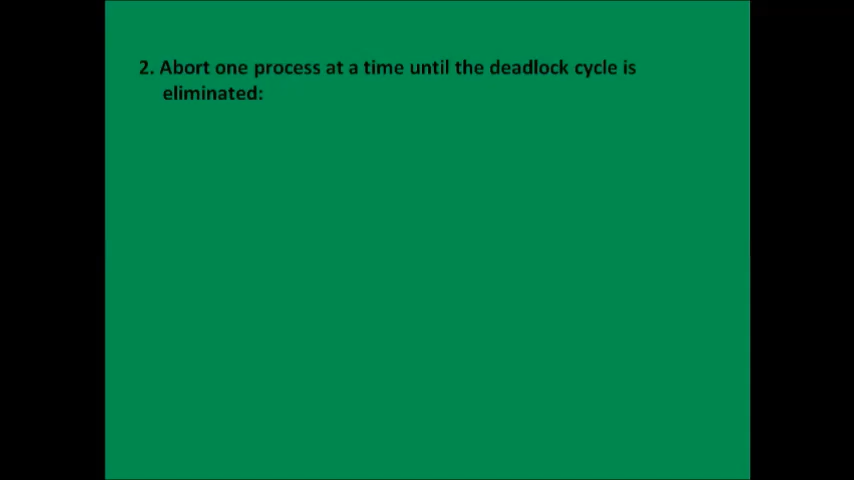 2. Abort one process at a time until the deadlock cycle is
eliminated: